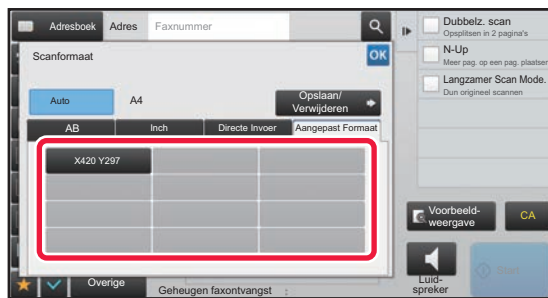 Adresboek
Adres
Faxnummer
Scanformaat
OK
Auto
A4
Opslaan/
Verwijderen
AB
Inch
Directe Invoer
Aangepast Formaat
X420 Y297
Overige
Geheugen faxontvangst :
Dubbelz. scan
Opsplitsen in 2 pagina's
N-Up
Meer pag. op een pag. plaatsen
Langzamer Scan Mode.
Dun origineel scannen
Voorbeeld-
weergave
CA
Luid-
spreker
Start